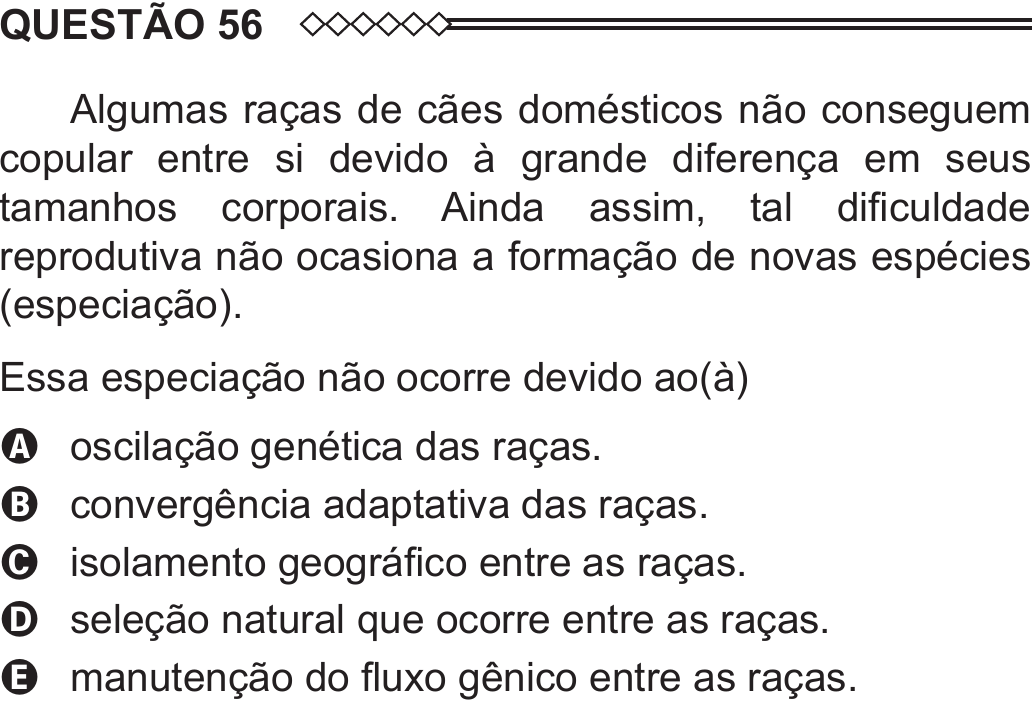 QUESTÃO 56
Algumas raças de cães domésticos não conseguem
copular entre si devido à grande diferença em seus
tamanhos corporais. Ainda assim, tal dificuldade
reprodutiva não ocasiona a formação de novas espécies
(especiação).
Essa especiação não ocorre devido ao(à)
A oscilação genética das raças.
B convergência adaptativa das raças.
C isolamento geográfico entre as raças.
D seleção natural que ocorre entre as raças.
E manutenção do fluxo gênico entre as raças.